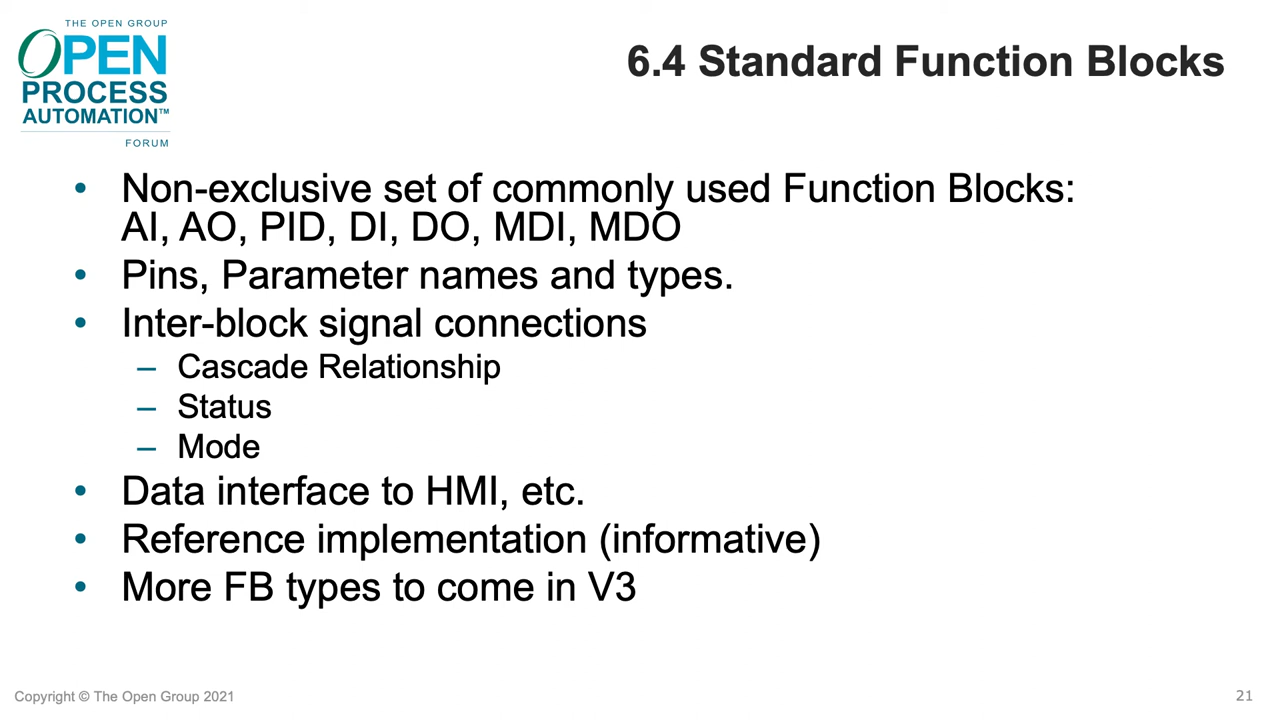 THE OPEN GROUP
OPEN
PROCESS
AUTOMATION™
FORUM
6.4 Standard Function Blocks
• Non-exclusive set of commonly used Function Blocks:
AI, AO, PID, DI, DO, MDI, MDO
• Pins, Parameter names and types.
• Inter-block signal connections
– Cascade Relationship
– Status
– Mode
• Data interface to HMI, etc.
• Reference implementation (informative)
• More FB types to come in V3
Copyright © The Open Group 2021
21